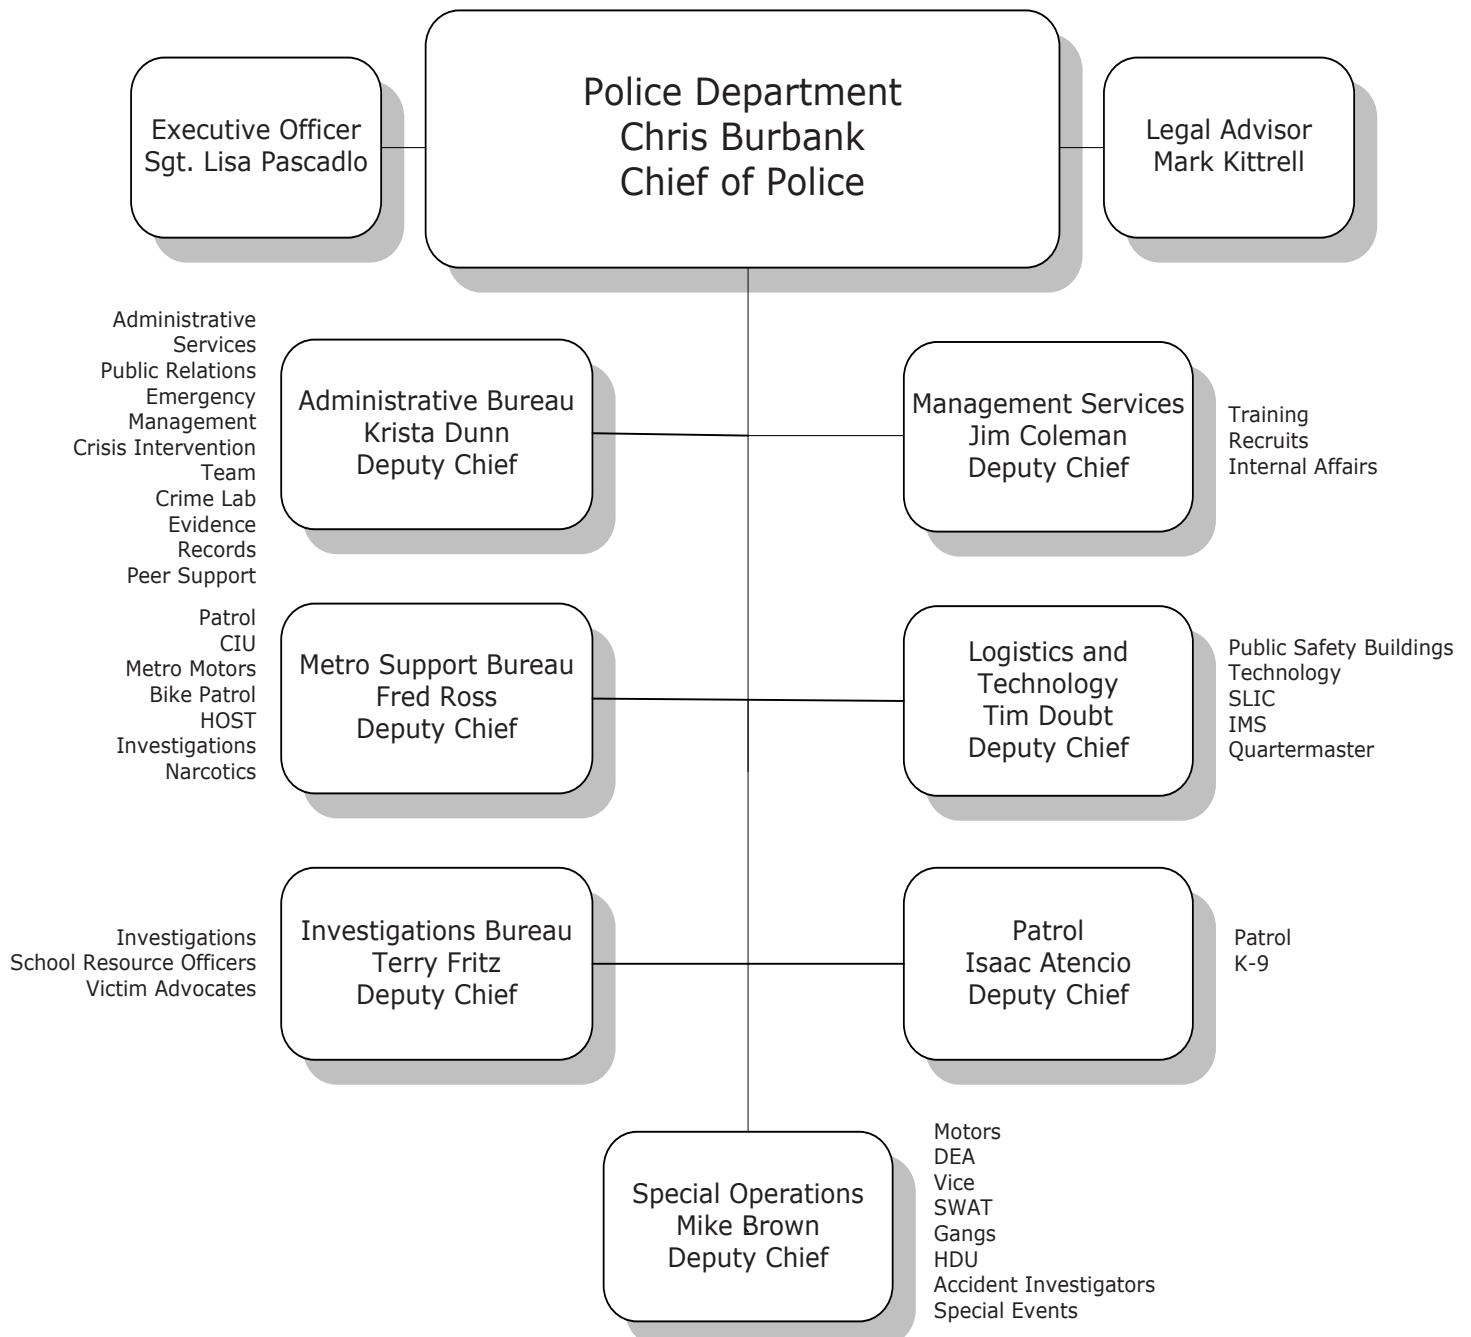 Police Department
Chris Burbank
Chief of Police
Executive Officer
Sgt. Lisa Pascadlo
Legal Advisor
Mark Kittrell
Administrative
Services
Public Relations
Emergency
Management
Crisis Intervention
Team
Crime Lab
Evidence
Records
Peer Support
Administrative Bureau
Krista Dunn
Deputy Chief
Management Services
Jim Coleman
Deputy Chief
Training
Recruits
Internal Affairs
Patrol
CIU
Metro Motors
Bike Patrol
HOST
Investigations
Narcotics
Metro Support Bureau
Fred Ross
Deputy Chief
Logistics and
Technology
Tim Doubt
Deputy Chief
Public Safety Buildings
Technology
SLIC
IMS
Quartermaster
Investigations
School Resource Officers
Victim Advocates
Investigations Bureau
Terry Fritz
Deputy Chief
Patrol
Isaac Atencio
Deputy Chief
Patrol
K-9
Special Operations
Mike Brown
Deputy Chief
Motors
DEA
Vice
SWAT
Gangs
HDU
Accident Investigators
Special Events